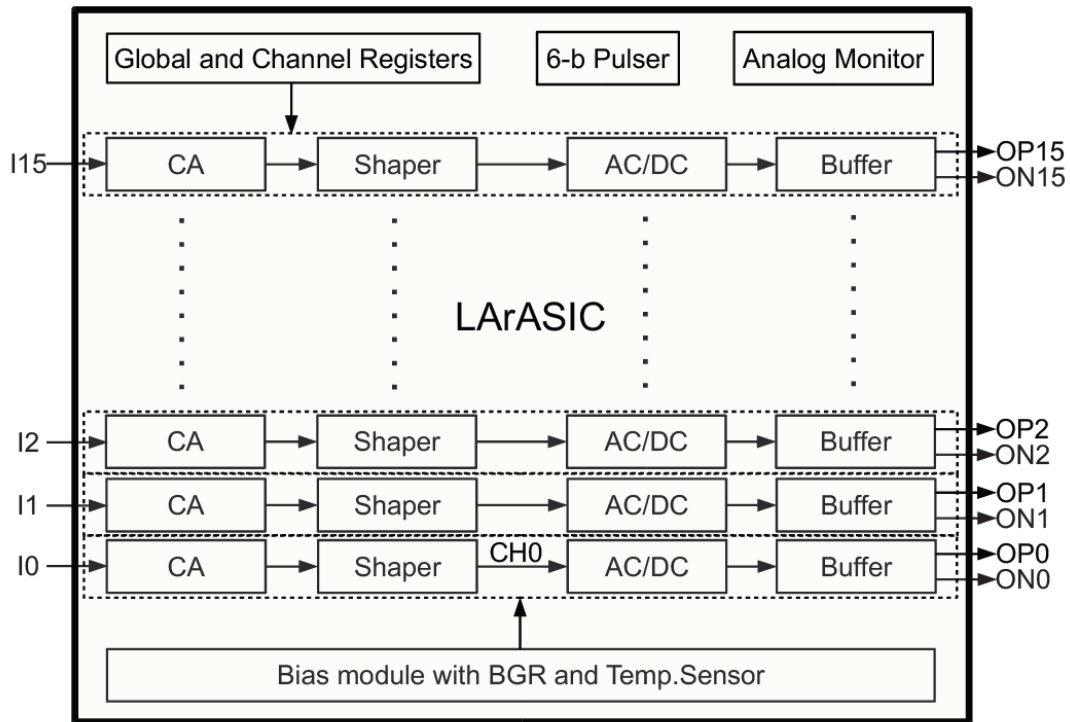 Global and Channel Registers
6-b Pulser
Analog Monitor
I15
CA
Shaper
AC/DC
Buffer
OP15
ON15
LArASIC
I2
CA
Shaper
AC/DC
Buffer
OP2
ON2
I1
CA
Shaper
AC/DC
Buffer
OP1
ON1
I0
CA
Shaper
CH0
AC/DC
Buffer
OP0
ON0
Bias module with BGR and Temp.Sensor